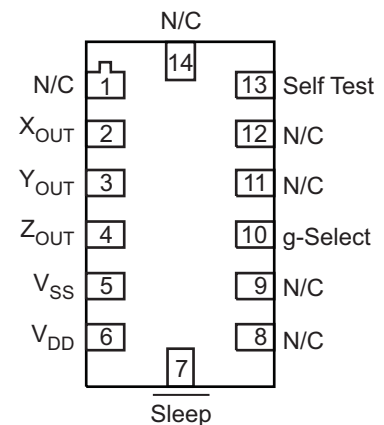 N/C
14
N/C 1 13 Self Test
XOUT 2 12 N/C
YOUT 3 11 N/C
ZOUT 4 10 g-Select
VSS 5 9 N/C
VDD 6 8 N/C
7
Sleep